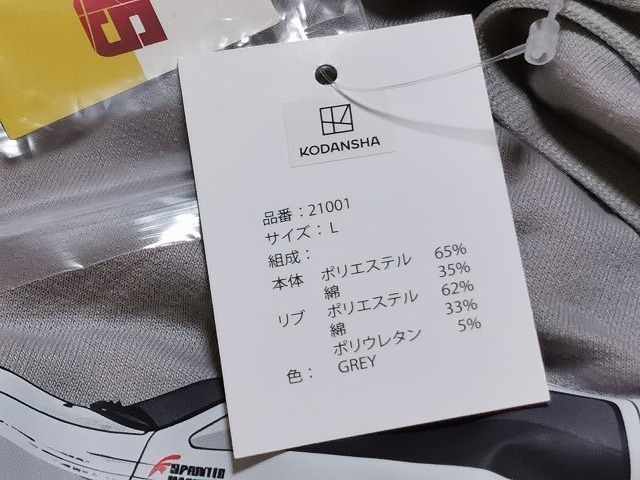 KODANSHA
品番：21001
サイズ：L
組成：
本体 ポリエステル 65%
綿 35%
リブ ポリエステル 62%
綿 33%
ポリウレタン 5%
色： GREY